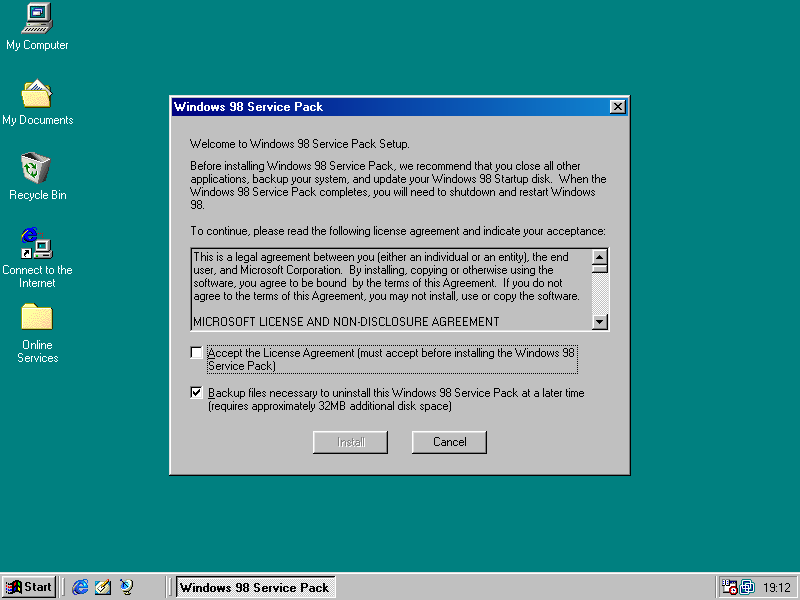 My Computer
My Documents
Recycle Bin
Connect to the
Internet
Online
Services
Windows 98 Service Pack
Welcome to Windows 98 Service Pack Setup.
Before installing Windows 98 Service Pack, we recommend that you close all other
applications, backup your system, and update your Windows 98 Startup disk.  When the
Windows 98 Service Pack completes, you will need to shutdown and restart Windows
98.
To continue, please read the following license agreement and indicate your acceptance:
This is a legal agreement between you (either an individual or an entity), the end
user, and Microsoft Corporation.  By installing, copying or otherwise using the
software, you agree to be bound  by the terms of this Agreement.  If you do not
agree to the terms of this Agreement, you may not install, use or copy the software.
MICROSOFT LICENSE AND NON-DISCLOSURE AGREEMENT
Accept the License Agreement (must accept before installing the Windows 98
Service Pack)
Backup files necessary to uninstall this Windows 98 Service Pack at a later time
(requires approximately 32MB additional disk space)
Install
Cancel
Start
Windows 98 Service Pack
19:12